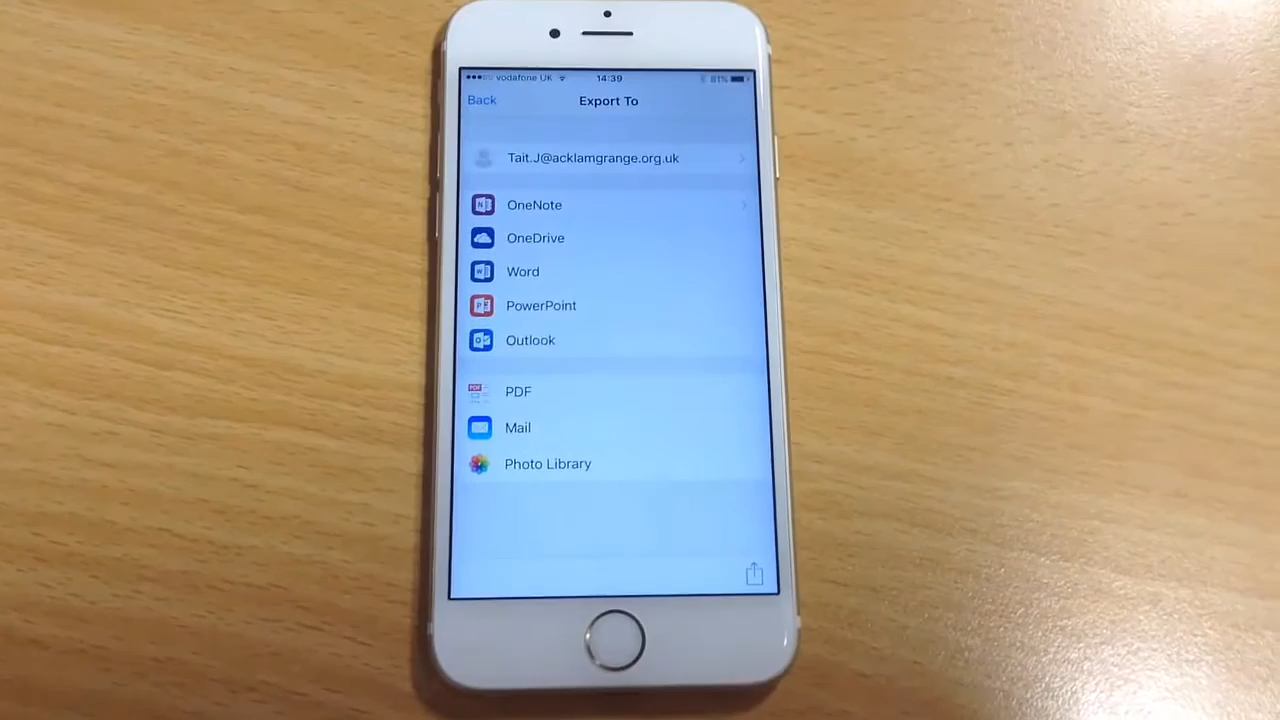 vodafone UK 14:39 81%
Back Export To
Tait.J@acklamgrange.org.uk
OneNote
OneDrive
Word
PowerPoint
Outlook
PDF
Mail
Photo Library